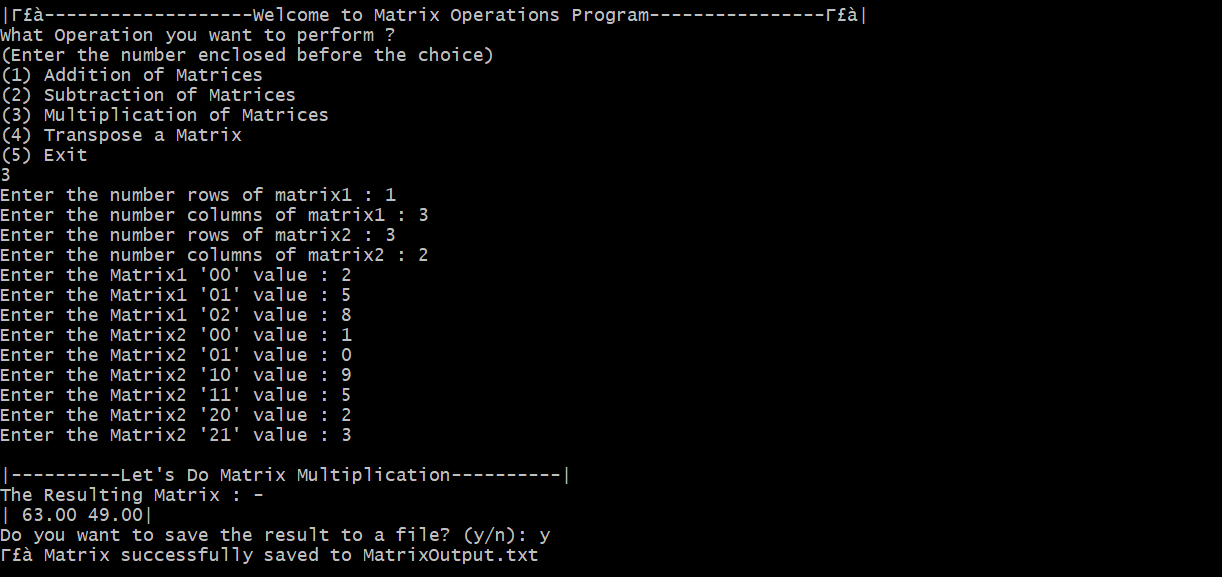 |Γ£à-------------------Welcome to Matrix Operations Program----------------Γ£à|
What Operation you want to perform ?
(Enter the number enclosed before the choice)
(1) Addition of Matrices
(2) Subtraction of Matrices
(3) Multiplication of Matrices
(4) Transpose a Matrix
(5) Exit
3
Enter the number rows of matrix1 : 1
Enter the number columns of matrix1 : 3
Enter the number rows of matrix2 : 3
Enter the number columns of matrix2 : 2
Enter the Matrix1 '00' value : 2
Enter the Matrix1 '01' value : 5
Enter the Matrix1 '02' value : 8
Enter the Matrix2 '00' value : 1
Enter the Matrix2 '01' value : 0
Enter the Matrix2 '10' value : 9
Enter the Matrix2 '11' value : 5
Enter the Matrix2 '20' value : 2
Enter the Matrix2 '21' value : 3
|----------Let's Do Matrix Multiplication----------|
The Resulting Matrix : -
| 63.00 49.00|
Do you want to save the result to a file? (y/n): y
Γ£à Matrix successfully saved to MatrixOutput.txt